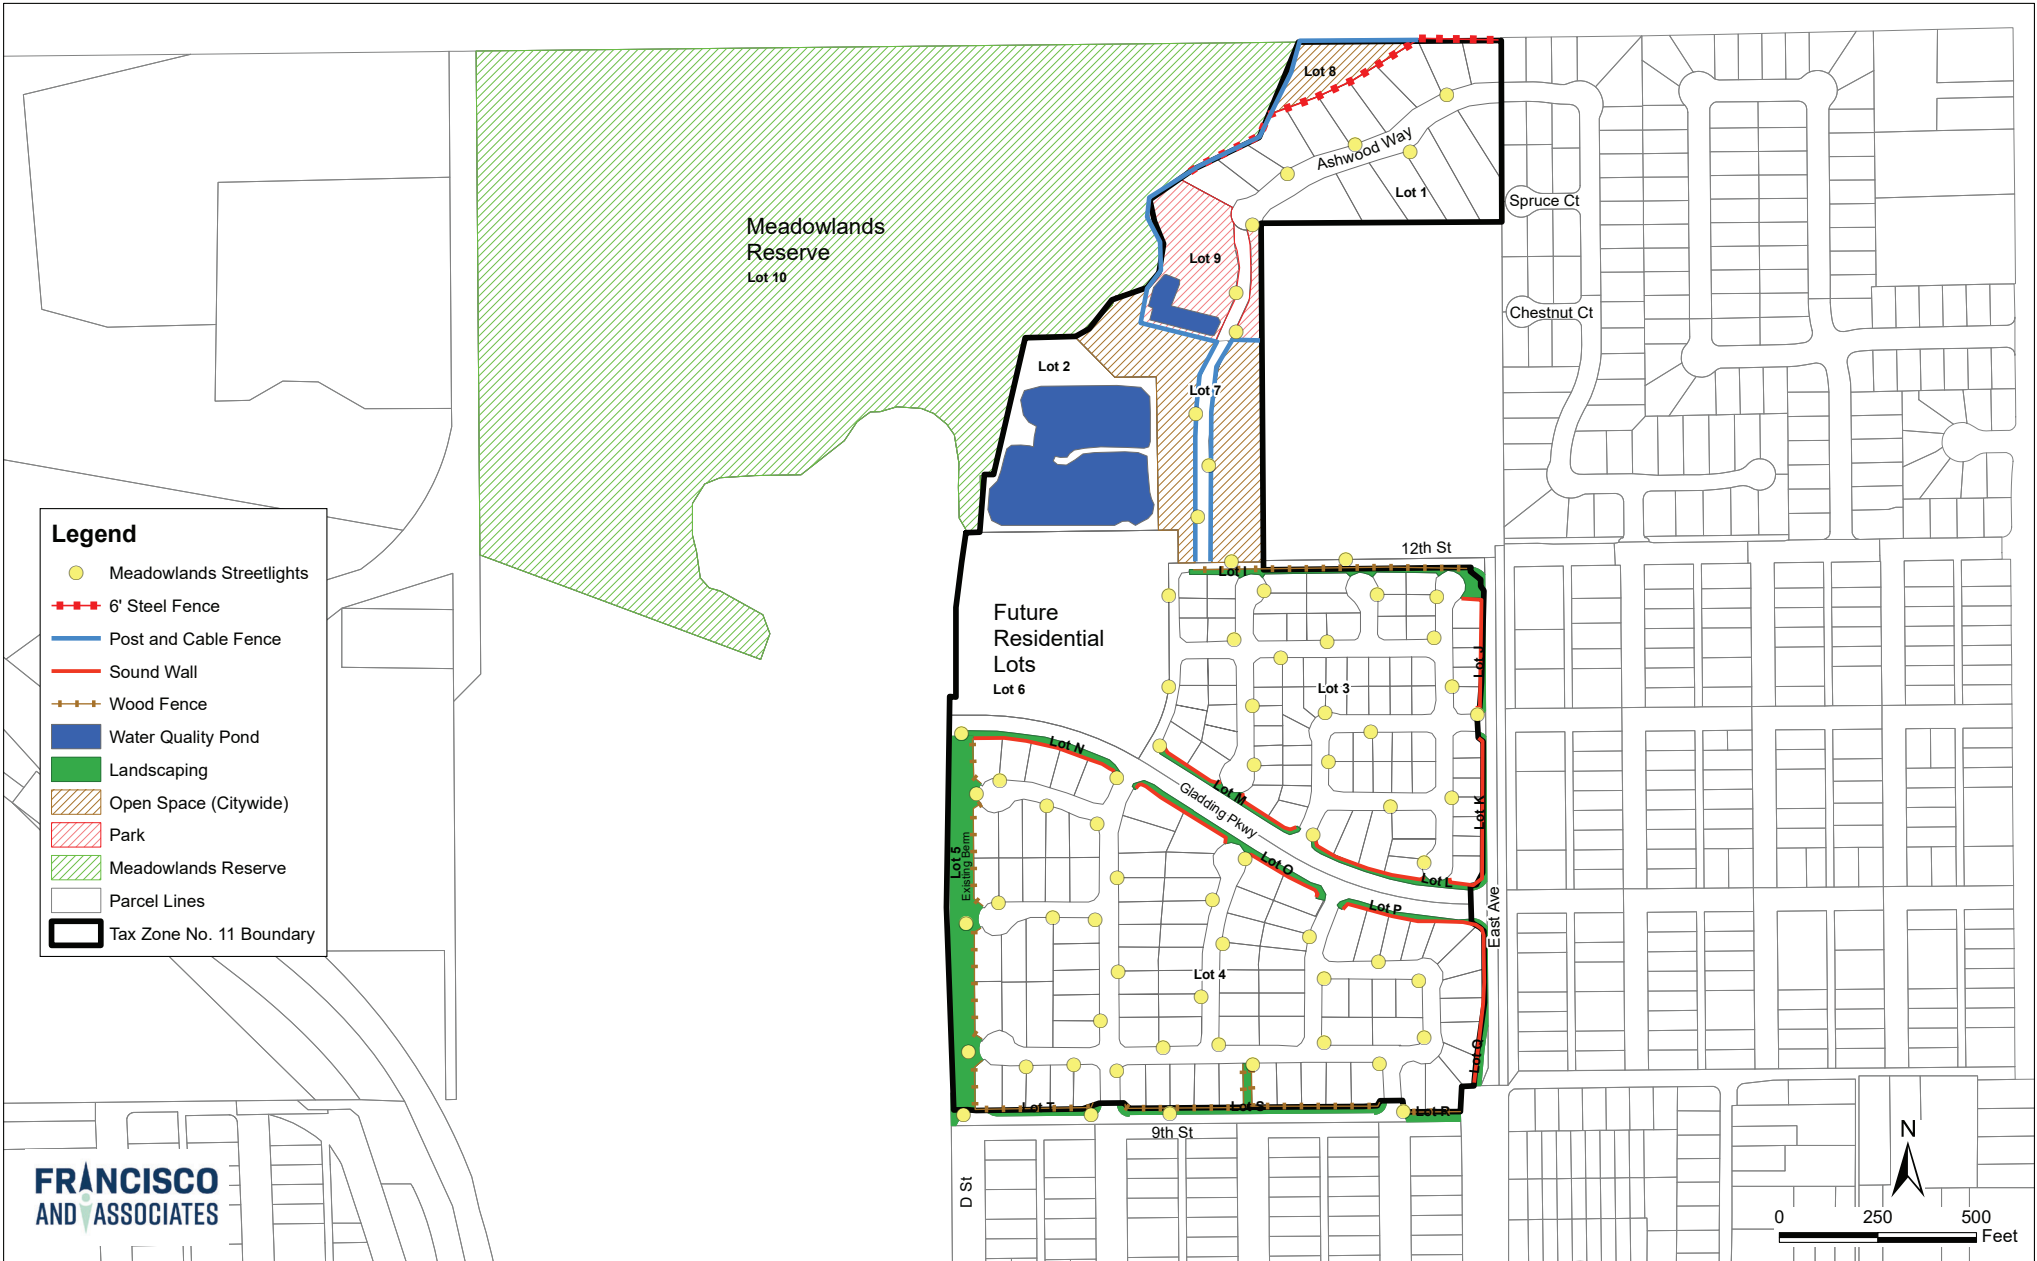 Lot 8
Ashwood Way
Lot 1
Spruce Ct
Meadowlands
Reserve
Lot 10
Lot 9
Chestnut Ct
Lot 2
Lot 7
12th St
Lot I
Legend
Meadowlands Streetlights
6' Steel Fence
Post and Cable Fence
Sound Wall
Wood Fence
Water Quality Pond
Landscaping
Open Space (Citywide)
Park
Meadowlands Reserve
Parcel Lines
Tax Zone No. 11 Boundary
Future
Residential
Lots
Lot 6
Lot 3
Lot J
Lot N
Lot M
Gladding Pkwy
Lot K
Lot 5
Existing Berm
Lot O
Lot L
Lot P
East Ave
Lot 4
Lot Q
Lot T
Lot S
Lot R
9th St
D St
FRANCISCO
AND ASSOCIATES
N
0 250 500
Feet